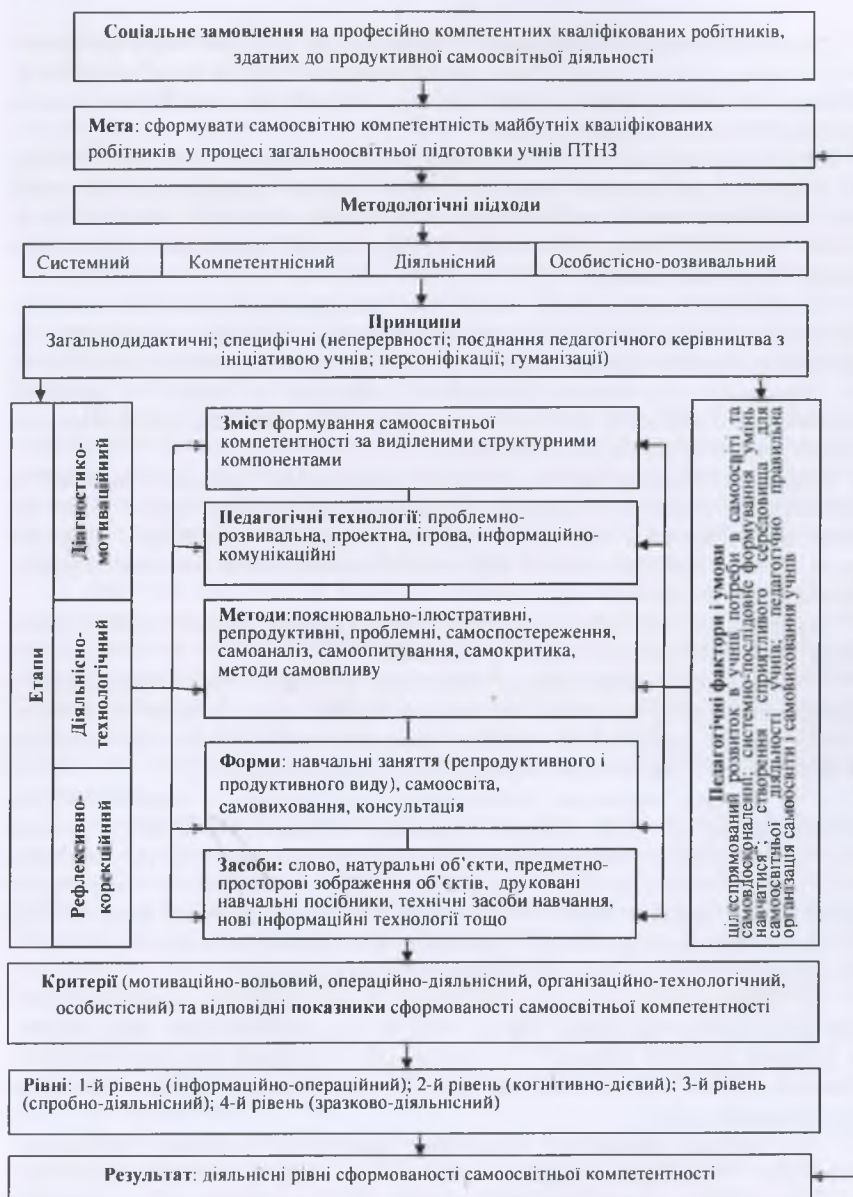 Соціальне замовлення на професійно компетентних кваліфікованих робітників,
здатних до продуктивної самоосвітньої діяльності
Мета: сформувати самоосвітню компетентність майбутніх кваліфікованих
робітників у процесі загальноосвітньої підготовки учнів ПТНЗ
Методологічні підходи
Системний Компетентнісний Діяльнісний Особистісно-розвивальний
Принципи
Загальнодидактичні; специфічні (неперервності; поєднання педагогічного керівництва з
ініціативою учнів; персоніфікації; гуманізації)
Етапи
Діагностико-
мотиваційний
Діяльнісно-
технологічний
Рефлексивно-
корекційний
Зміст формування самоосвітньої
компетентності за виділеними структурними
компонентами
Педагогічні технології: проблемно-
розвивальна, проектна, ігрова, інформаційно-
комунікаційні
Методи:пояснювально-ілюстративні,
репродуктивні, проблемні, самоспостереження,
самоаналіз, самоопитування, самокритика,
методи самовпливу
Форми: навчальні заняття (репродуктивного і
продуктивного виду), самоосвіта,
самовиховання, консультація
Засоби: слово, натуральні об’єкти, предметно-
просторові зображення об’єктів, друковані
навчальні посібники, технічні засоби навчання,
нові інформаційні технології тощо
Педагогічні фактори і умови
цілеспрямований розвиток в учнів потреби в самоосвіті та
самовдосконаленні; системно-послідовне формування умінь
навчатися; створення сприятливого середовища для
самоосвітньої діяльності учнів; педагогічно правильна
організація самоосвіти і самовиховання учнів
Критерії (мотиваційно-вольовий, операційно-діяльнісний, організаційно-технологічний,
особистісний) та відповідні показники сформованості самоосвітньої компетентності
Рівні: 1-й рівень (інформаційно-операційний); 2-й рівень (когнітивно-дієвий); 3-й рівень
(спробно-діяльнісний); 4-й рівень (зразково-діяльнісний)
Результат: діяльнісні рівні сформованості самоосвітньої компетентності